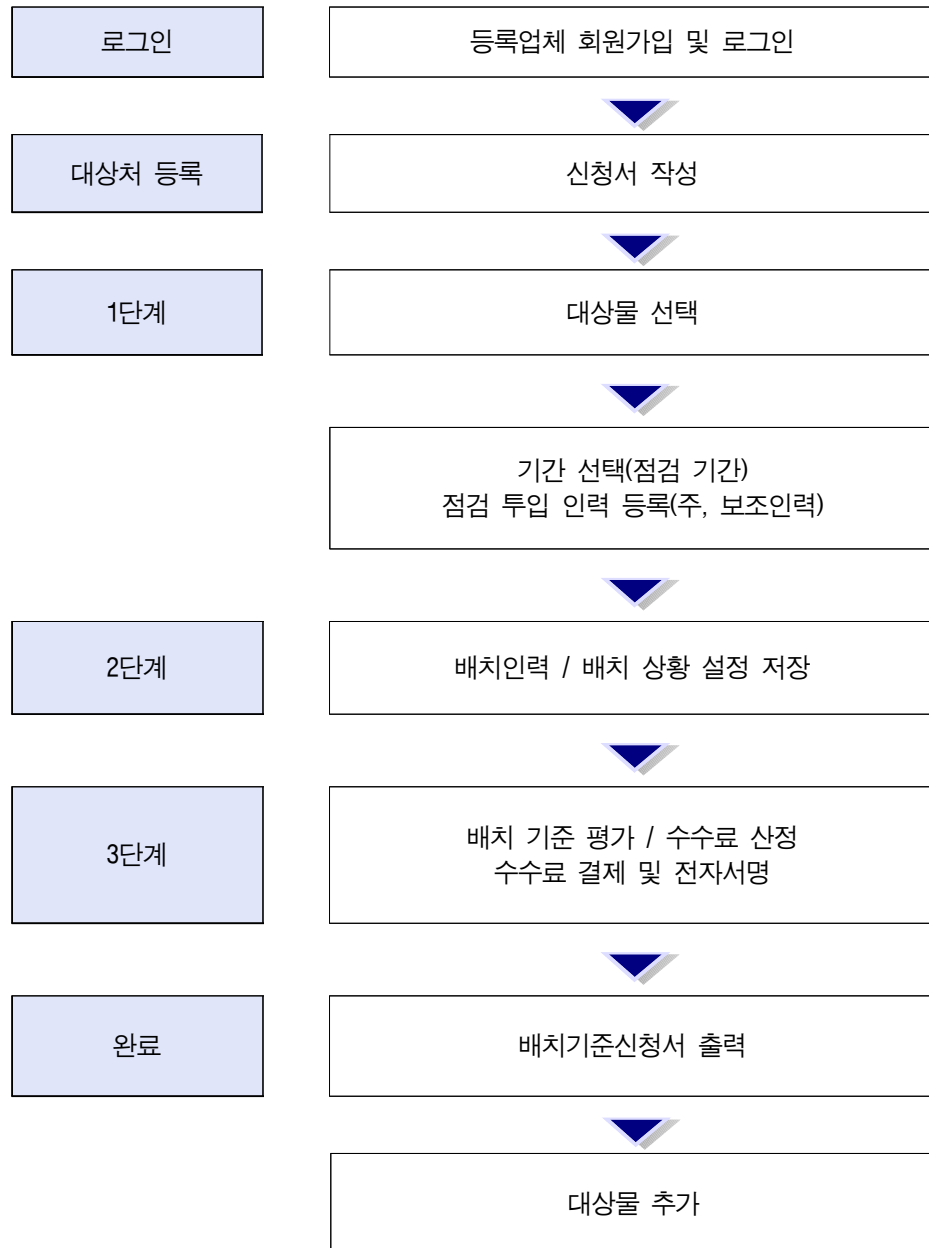 로그인
등록업체 회원가입 및 로그인
대상처 등록
신청서 작성
1단계
대상물 선택
기간 선택(점검 기간)
점검 투입 인력 등록(주, 보조인력)
2단계
배치인력 / 배치 상황 설정 저장
3단계
배치 기준 평가 / 수수료 산정
수수료 결제 및 전자서명
완료
배치기준신청서 출력
대상물 추가